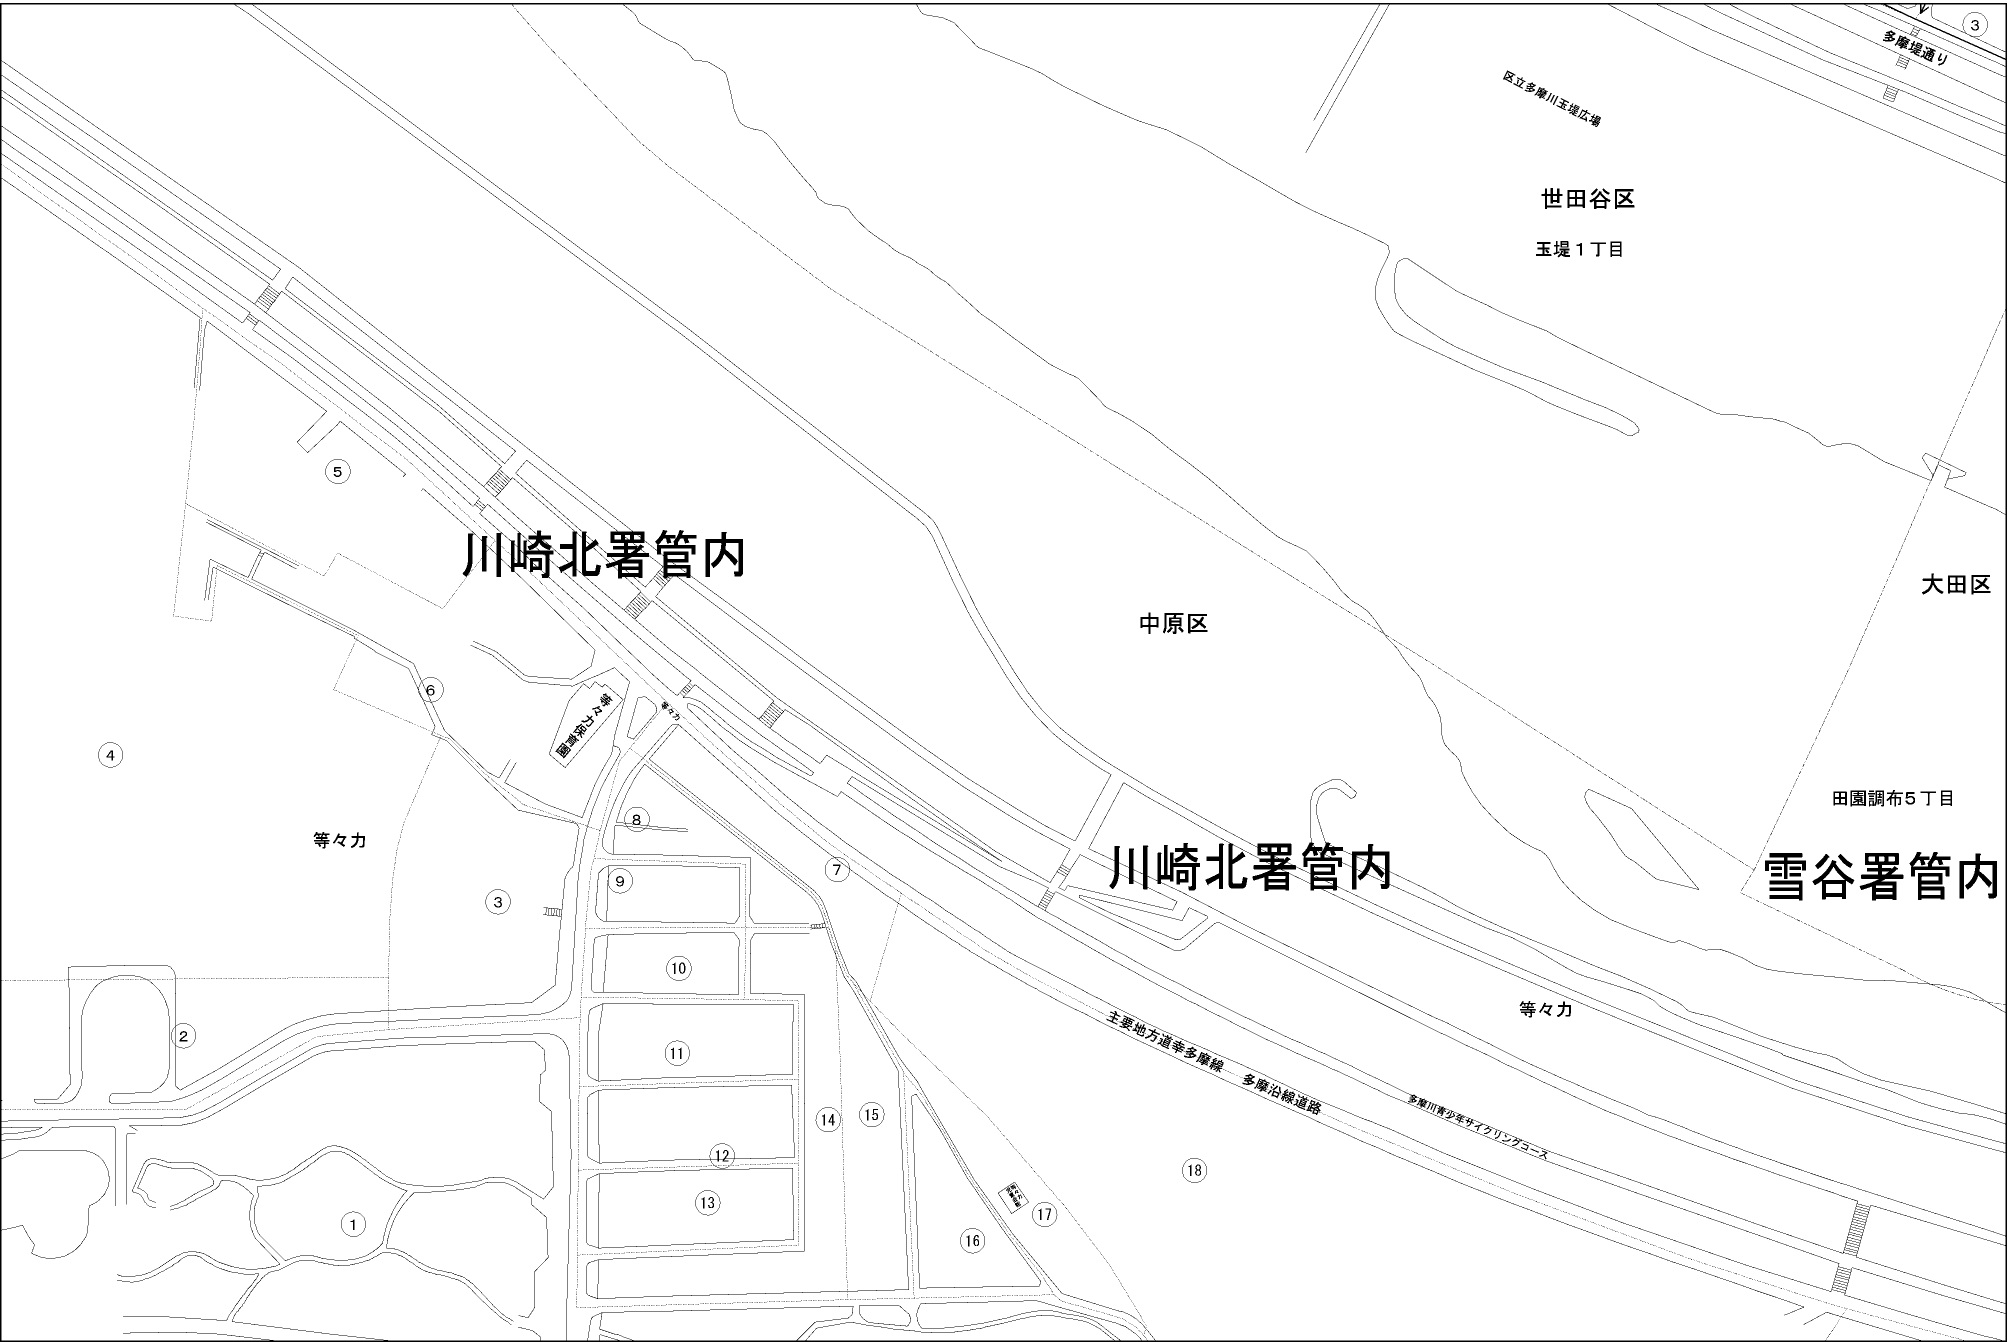 ③
多摩堤通り
区立多摩川玉堤広場
世田谷区
玉堤１丁目
⑤
川崎北署管内
大田区
中原区
⑥
等々力保育園
等々力
④
田園調布５丁目
⑧
等々力
⑦
川崎北署管内
雪谷署管内
⑨
③
⑩
等々力
主要地方道幸多摩線　多摩沿線道路
②
⑪
多摩川青少年サイクリングコース
⑭
⑮
⑫
⑱
⑬
⑰
①
⑯